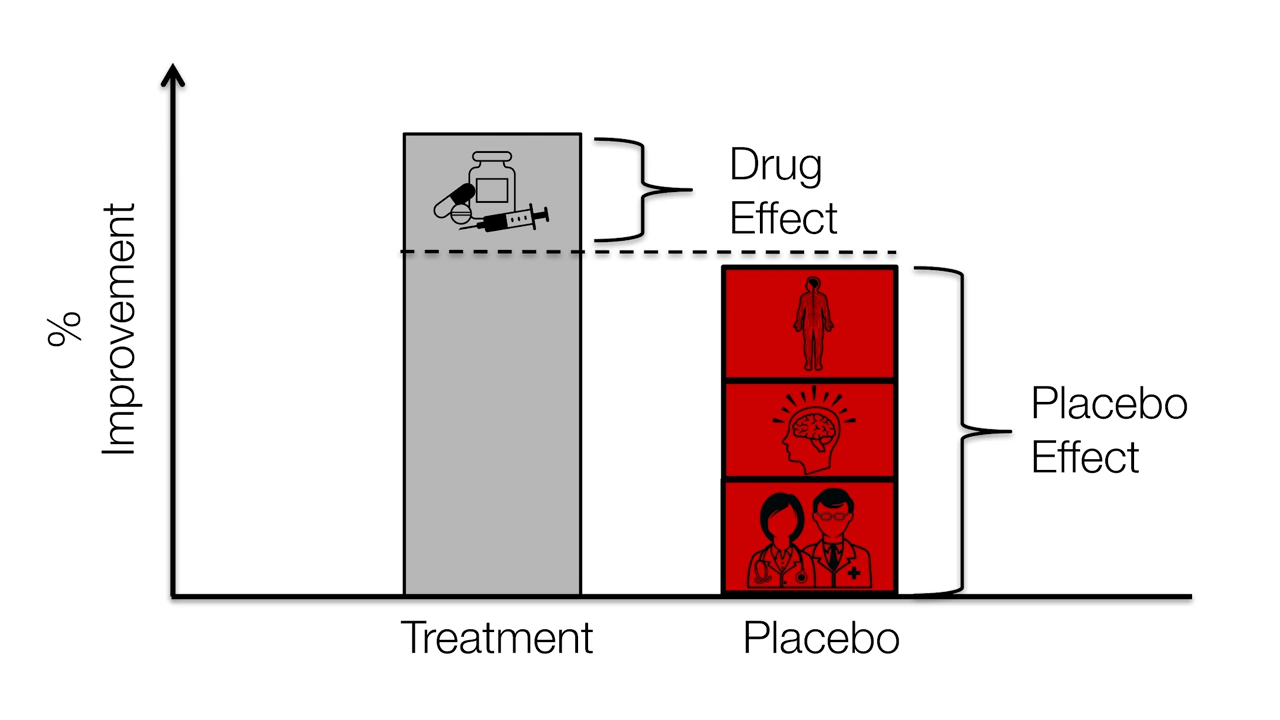 %
Improvement
Drug
Effect
Placebo
Effect
Treatment
Placebo